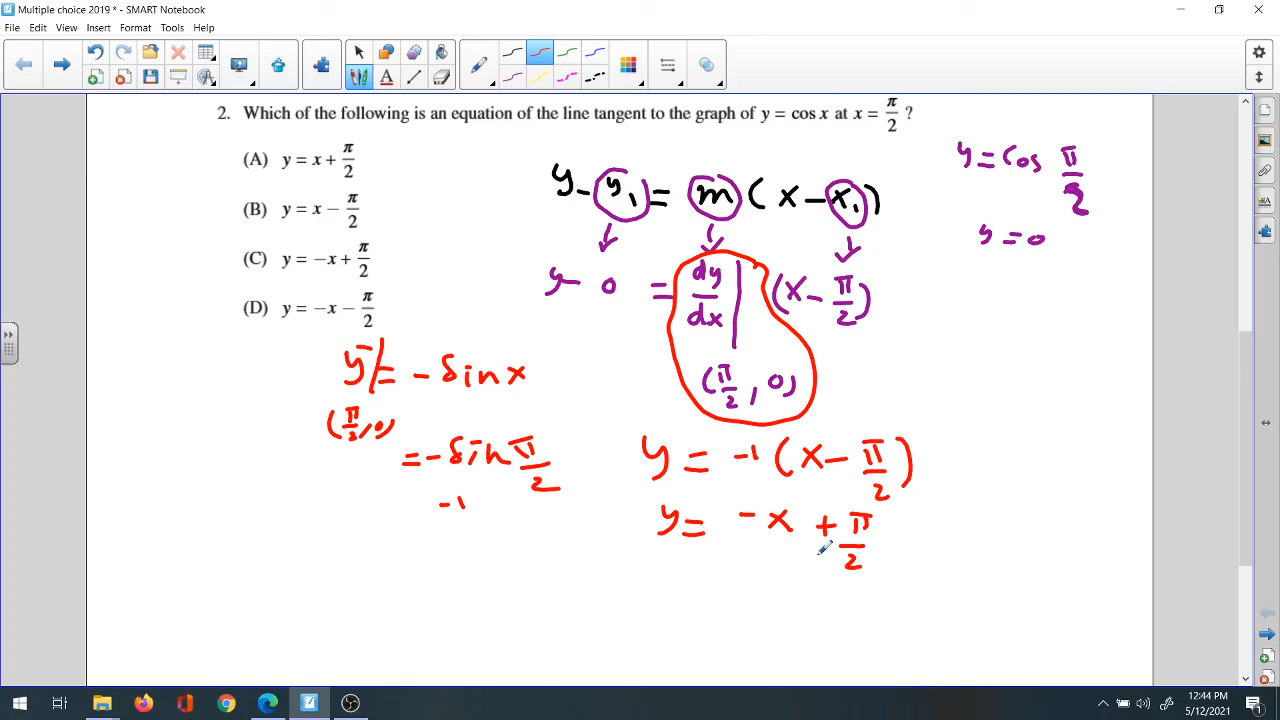 Multiple choice 2019 * - SMART Notebook
File Edit View Insert Format Tools Add-ons Help
2. Which of the following is an equation of the line tangent to the graph of y = cos x at x = π/2 ?
(A) y = x + π/2
(B) y = x − π/2
(C) y = −x + π/2
(D) y = −x − π/2
y = cos π/2
y = 0
y − y₁ = m (x − x₁)
y − 0 = dy/dx | (π/2, 0) (x − π/2)
y' |= − sin x
(π/2, 0)
= − sin π/2
−1
y = −1 (x − π/2)
y = − x + π/2
12:44 PM
5/12/2021